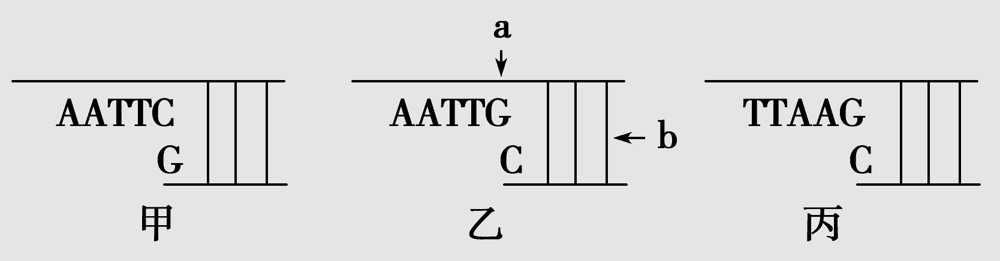 a
AATTC AATTG TTAAG
b
G C C
甲 乙 丙